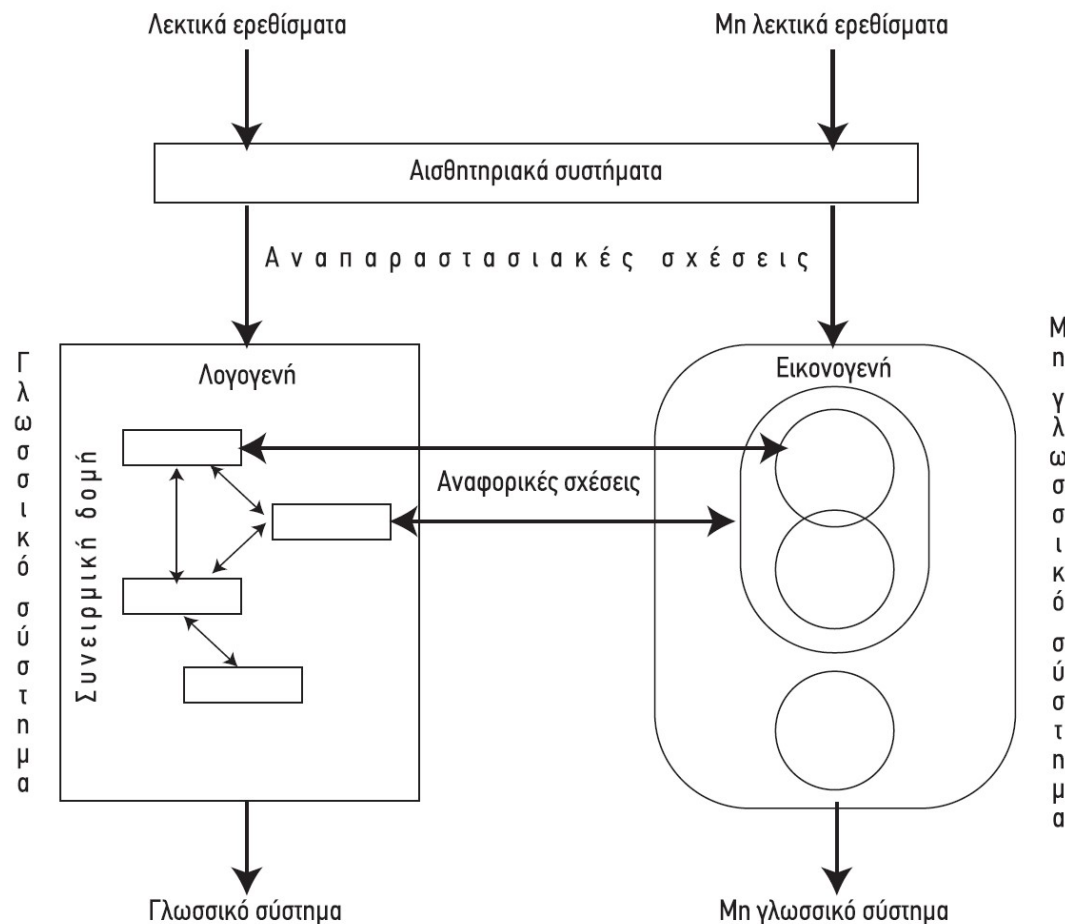 Λεκτικά ερεθίσματα
Μη λεκτικά ερεθίσματα
Αισθητηριακά συστήματα
Αναπαραστασιακές σχέσεις
Γλωσσικό σύστημα
Λογογενή
Συνειρμική δομή
Αναφορικές σχέσεις
Εικονογενή
Μη γλωσσικό σύστημα
Γλωσσικό σύστημα
Μη γλωσσικό σύστημα